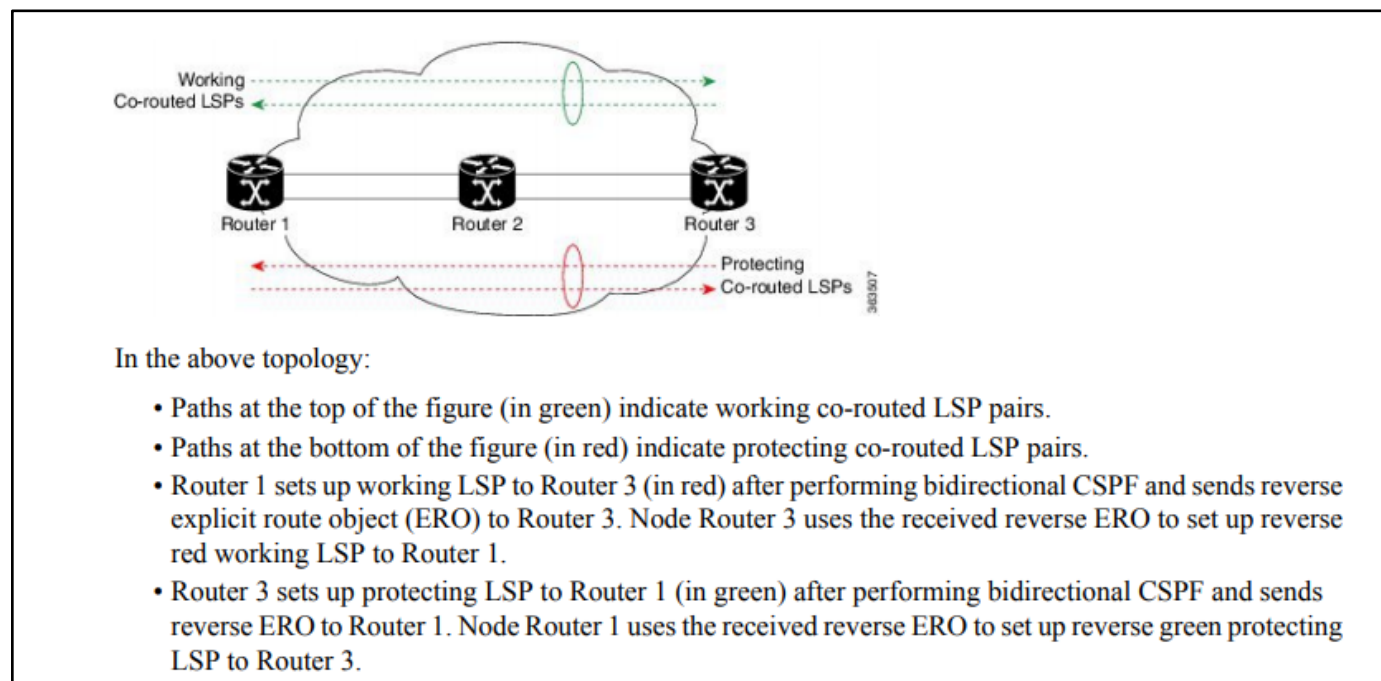 Working
Co-routed LSPs
Router 1
Router 2
Router 3
Protecting
Co-routed LSPs
363507
In the above topology:
• Paths at the top of the figure (in green) indicate working co-routed LSP pairs.
• Paths at the bottom of the figure (in red) indicate protecting co-routed LSP pairs.
• Router 1 sets up working LSP to Router 3 (in red) after performing bidirectional CSPF and sends reverse
explicit route object (ERO) to Router 3. Node Router 3 uses the received reverse ERO to set up reverse
red working LSP to Router 1.
• Router 3 sets up protecting LSP to Router 1 (in green) after performing bidirectional CSPF and sends
reverse ERO to Router 1. Node Router 1 uses the received reverse ERO to set up reverse green protecting
LSP to Router 3.